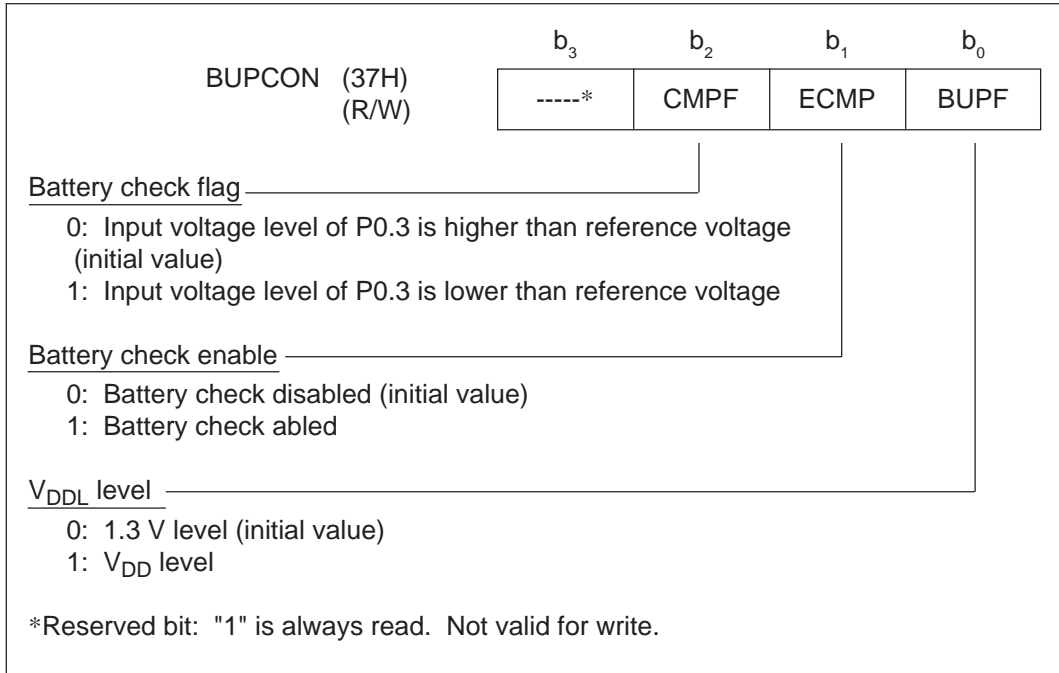 b3 b2 b1 b0
BUPCON (37H)
(R/W)
-----* CMPF ECMP BUPF
Battery check flag
0: Input voltage level of P0.3 is higher than reference voltage
(initial value)
1: Input voltage level of P0.3 is lower than reference voltage
Battery check enable
0: Battery check disabled (initial value)
1: Battery check abled
VDDL level
0: 1.3 V level (initial value)
1: VDD level
*Reserved bit: "1" is always read. Not valid for write.